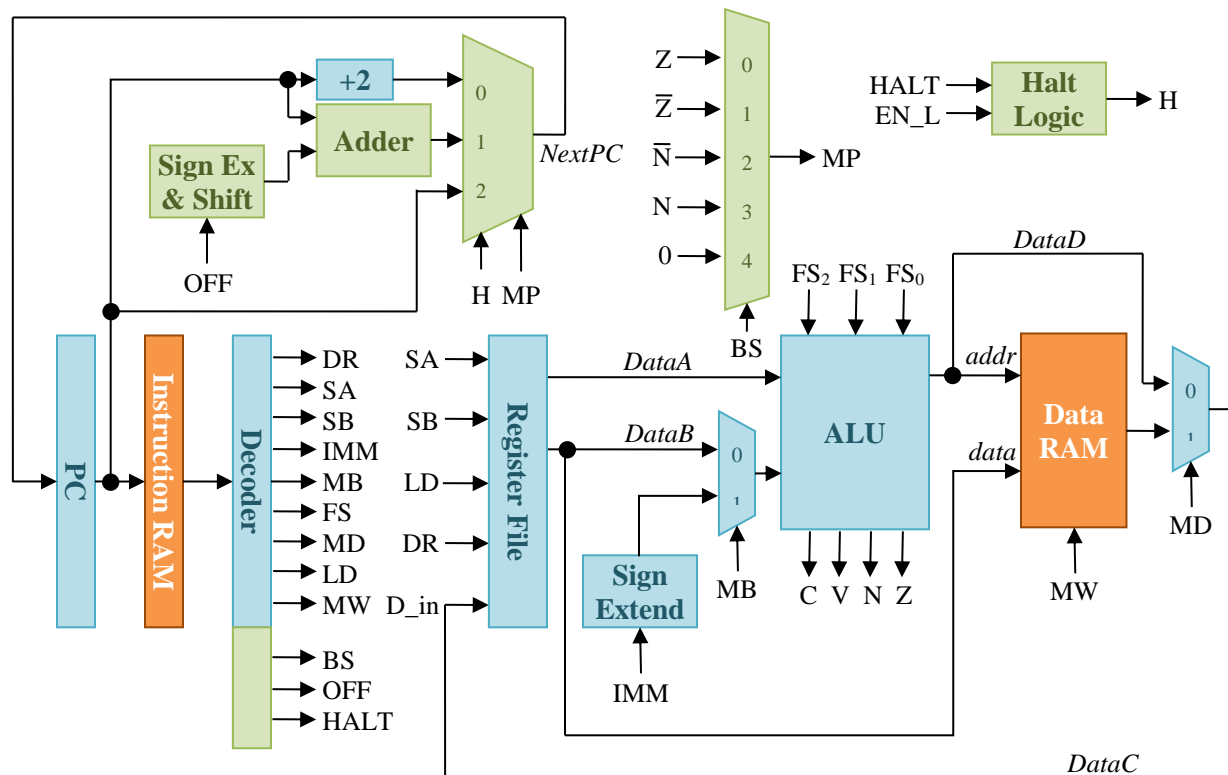 +2
0
1
2
Adder
Sign Ex
& Shift
OFF
H
MP
NextPC
Z
Z̅
N̅
N
0
0
1
2
3
4
MP
BS
HALT
EN_L
Halt
Logic
H
PC
Instruction RAM
Decoder
DR
SA
SB
IMM
MB
FS
MD
LD
MW
BS
OFF
HALT
SA
SB
LD
DR
D_in
Register File
DataA
DataB
0
1
MB
Sign
Extend
IMM
FS₂
FS₁
FS₀
ALU
C
V
N
Z
DataD
addr
data
Data
RAM
MW
0
1
MD
DataC